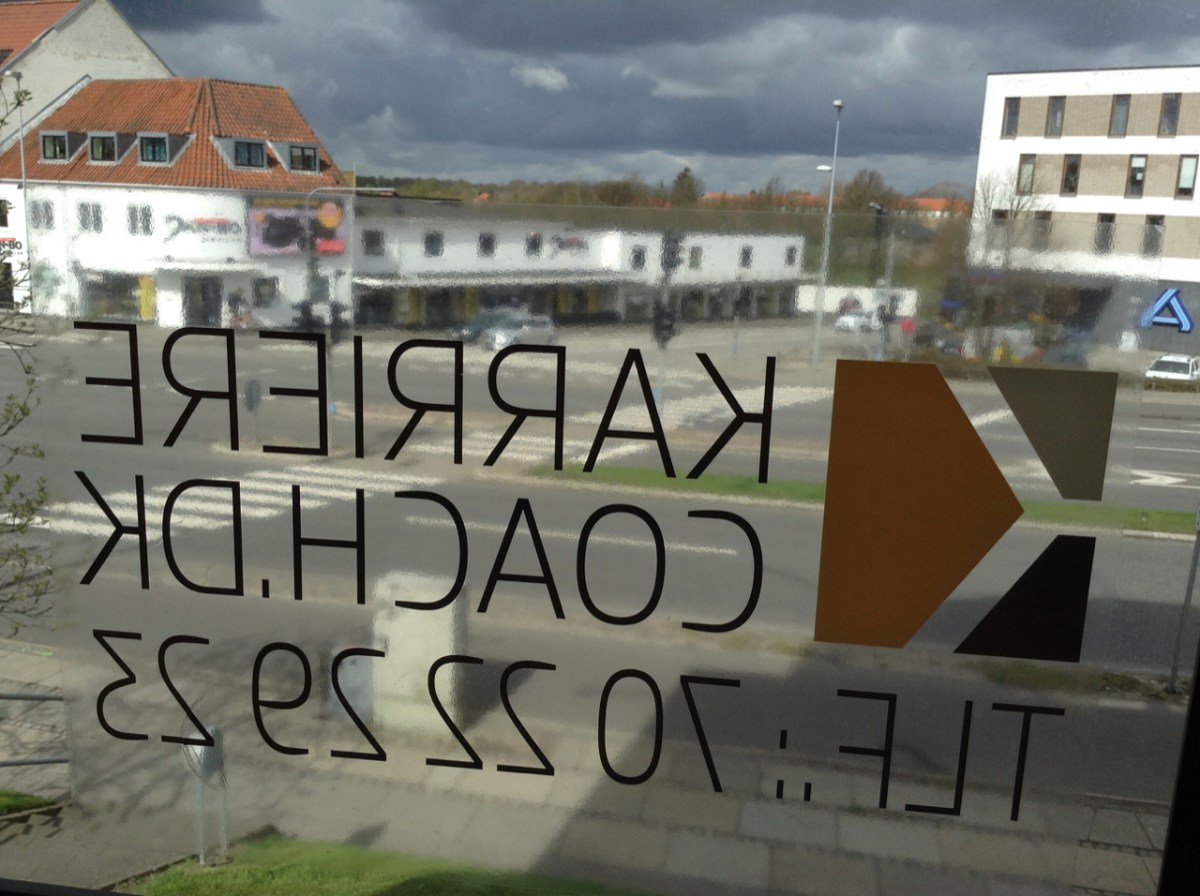 KARRIERE
COACH.DK
TLF.: 70 22 29 23